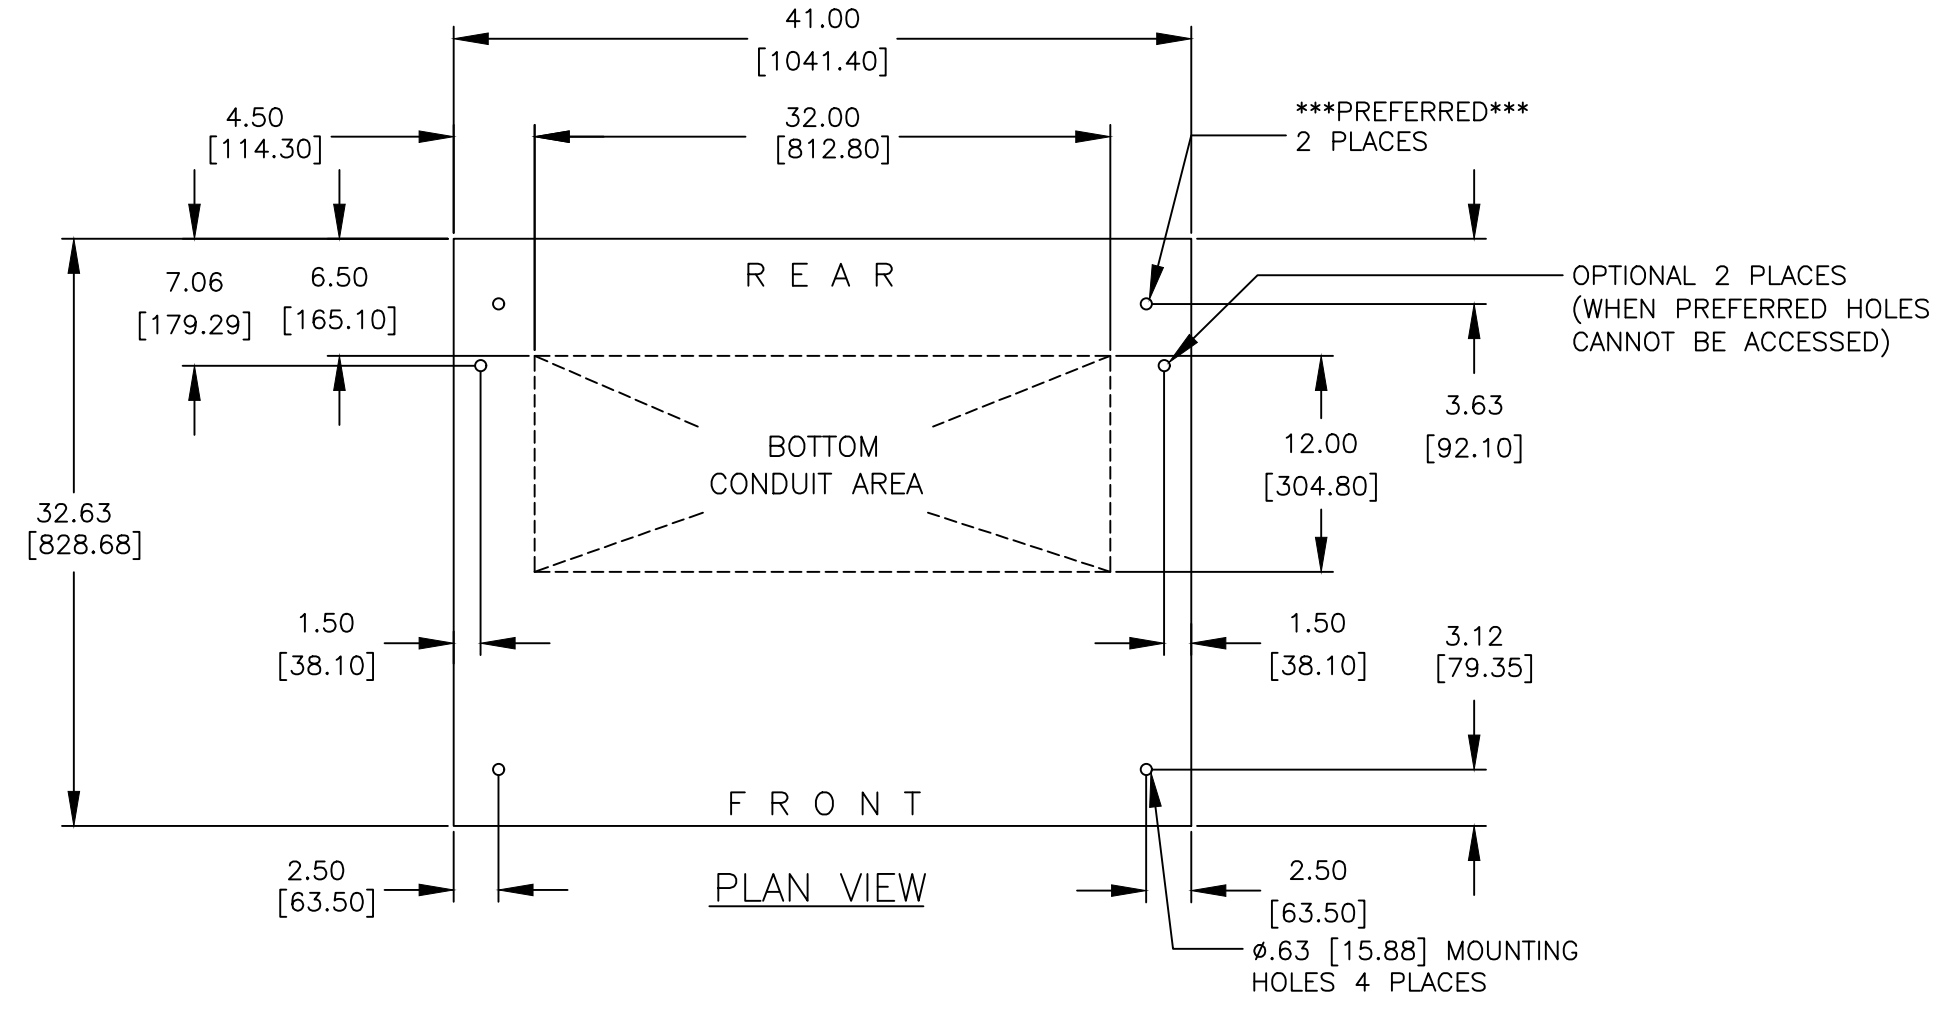 41.00
[1041.40]
4.50
[114.30]
32.00
[812.80]
***PREFERRED***
2 PLACES
7.06
[179.29]
6.50
[165.10]
REAR
OPTIONAL 2 PLACES
(WHEN PREFERRED HOLES
CANNOT BE ACCESSED)
3.63
[92.10]
BOTTOM
CONDUIT AREA
12.00
[304.80]
32.63
[828.68]
1.50
[38.10]
1.50
[38.10]
3.12
[79.35]
FRONT
2.50
[63.50]
PLAN VIEW
2.50
[63.50]
ø.63 [15.88] MOUNTING
HOLES 4 PLACES